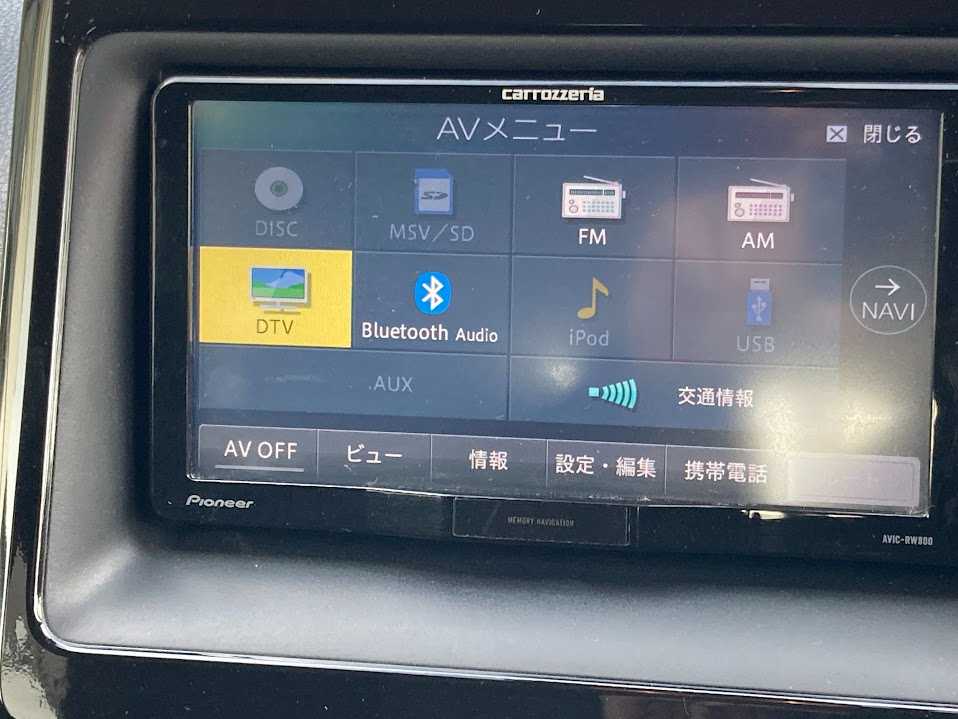 carrozzeria
AVメニュー
閉じる
DISC
MSV/SD
FM
AM
DTV
Bluetooth Audio
iPod
USB
NAVI
AUX
交通情報
AV OFF
ビュー
情報
設定・編集
携帯電話
Pioneer
MEMORY NAVIGATION
AVIC-RW800